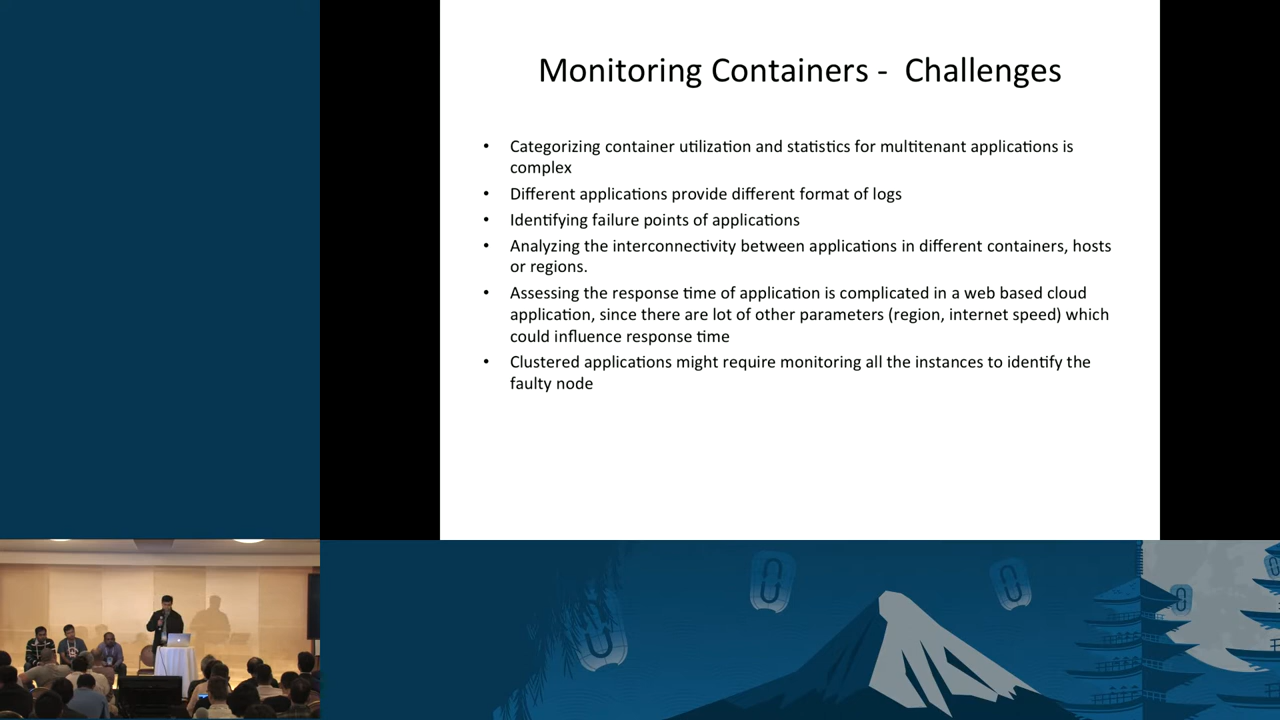 Monitoring Containers - Challenges
• Categorizing container utilization and statistics for multitenant applications is
complex
• Different applications provide different format of logs
• Identifying failure points of applications
• Analyzing the interconnectivity between applications in different containers, hosts
or regions.
• Assessing the response time of application is complicated in a web based cloud
application, since there are lot of other parameters (region, internet speed) which
could influence response time
• Clustered applications might require monitoring all the instances to identify the
faulty node